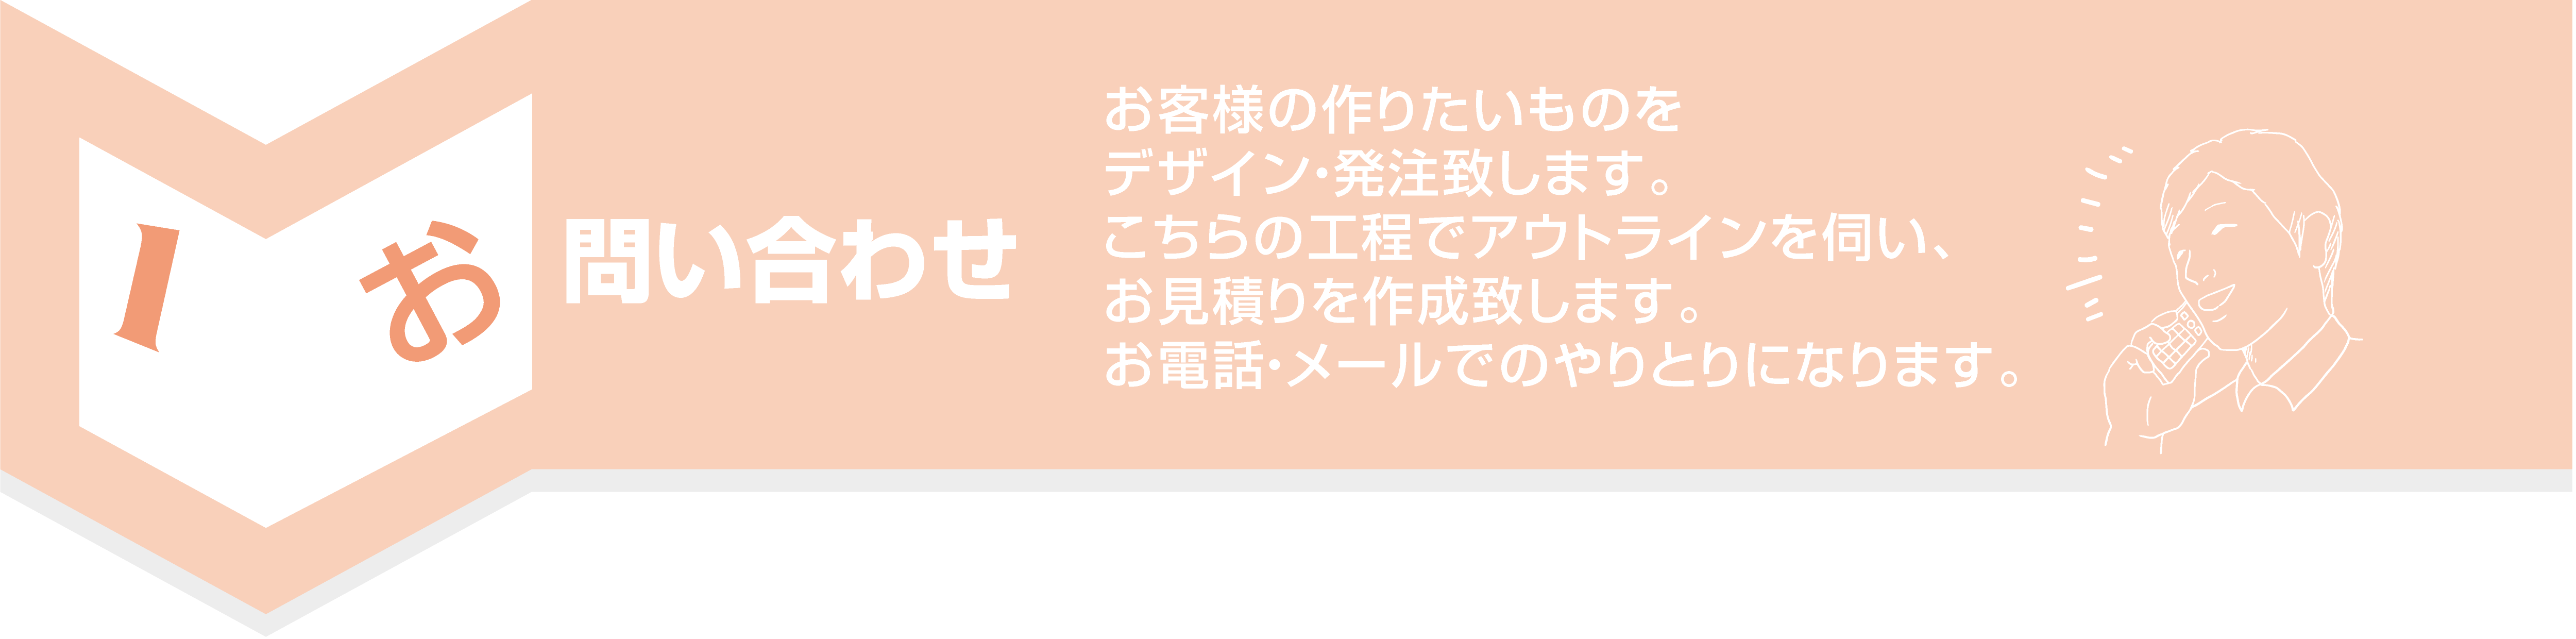 1 お問い合わせ
お客様の作りたいものを
デザイン・発注致します。
こちらの工程でアウトラインを伺い、
お見積りを作成致します。
お電話・メールでのやりとりになります。